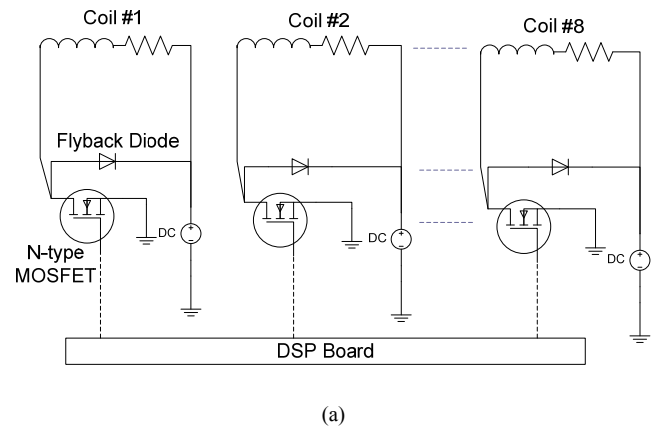 Coil #1
Coil #2
Coil #8
Flyback Diode
DC
+
-
DC
+
-
DC
+
-
N-type
MOSFET
DSP Board
(a)